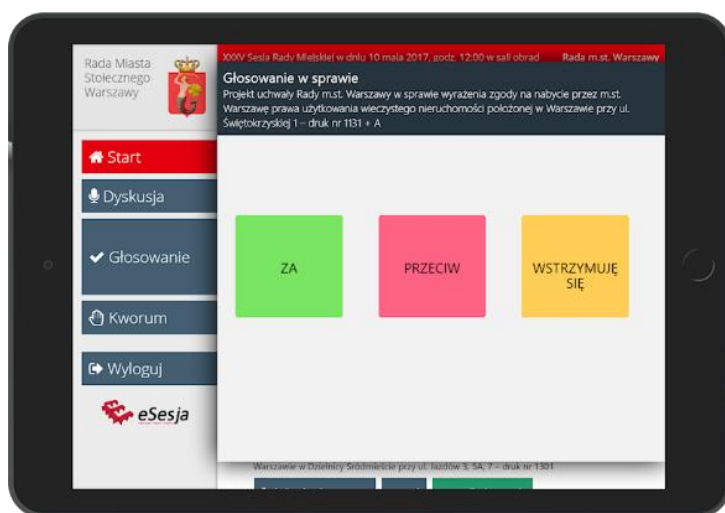 Rada Miasta
Stołecznego
Warszawy
Start
Dyskusja
Głosowanie
Kworum
Wyloguj
eSesja
XXXV Sesja Rady Miejskiej w dniu 10 maja 2017, godz. 12:00 w sali obrad Rada m.st. Warszawy
Głosowanie w sprawie
Projekt uchwały Rady m.st. Warszawy w sprawie wyrażenia zgody na nabycie przez m.st.
Warszawę prawa użytkowania wieczystego nieruchomości położonej w Warszawie przy ul.
Świętokrzyskiej 1 – druk nr 1131 + A
ZA
PRZECIW
WSTRZYMUJĘ
SIĘ
Warszawie w Dzielnicy Śródmieście przy ul. Jazdów 3, 5A, 7 – druk nr 1301